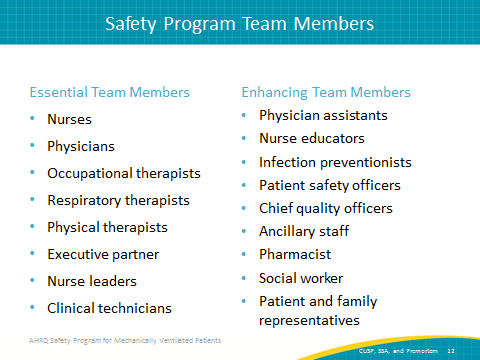 Safety Program Team Members
Essential Team Members
• Nurses
• Physicians
• Occupational therapists
• Respiratory therapists
• Physical therapists
• Executive partner
• Nurse leaders
• Clinical technicians
Enhancing Team Members
• Physician assistants
• Nurse educators
• Infection preventionists
• Patient safety officers
• Chief quality officers
• Ancillary staff
• Pharmacist
• Social worker
• Patient and family
representatives
AHRQ Safety Program for Mechanically Ventilated Patients
CUSP, SSA, and Promortom 12